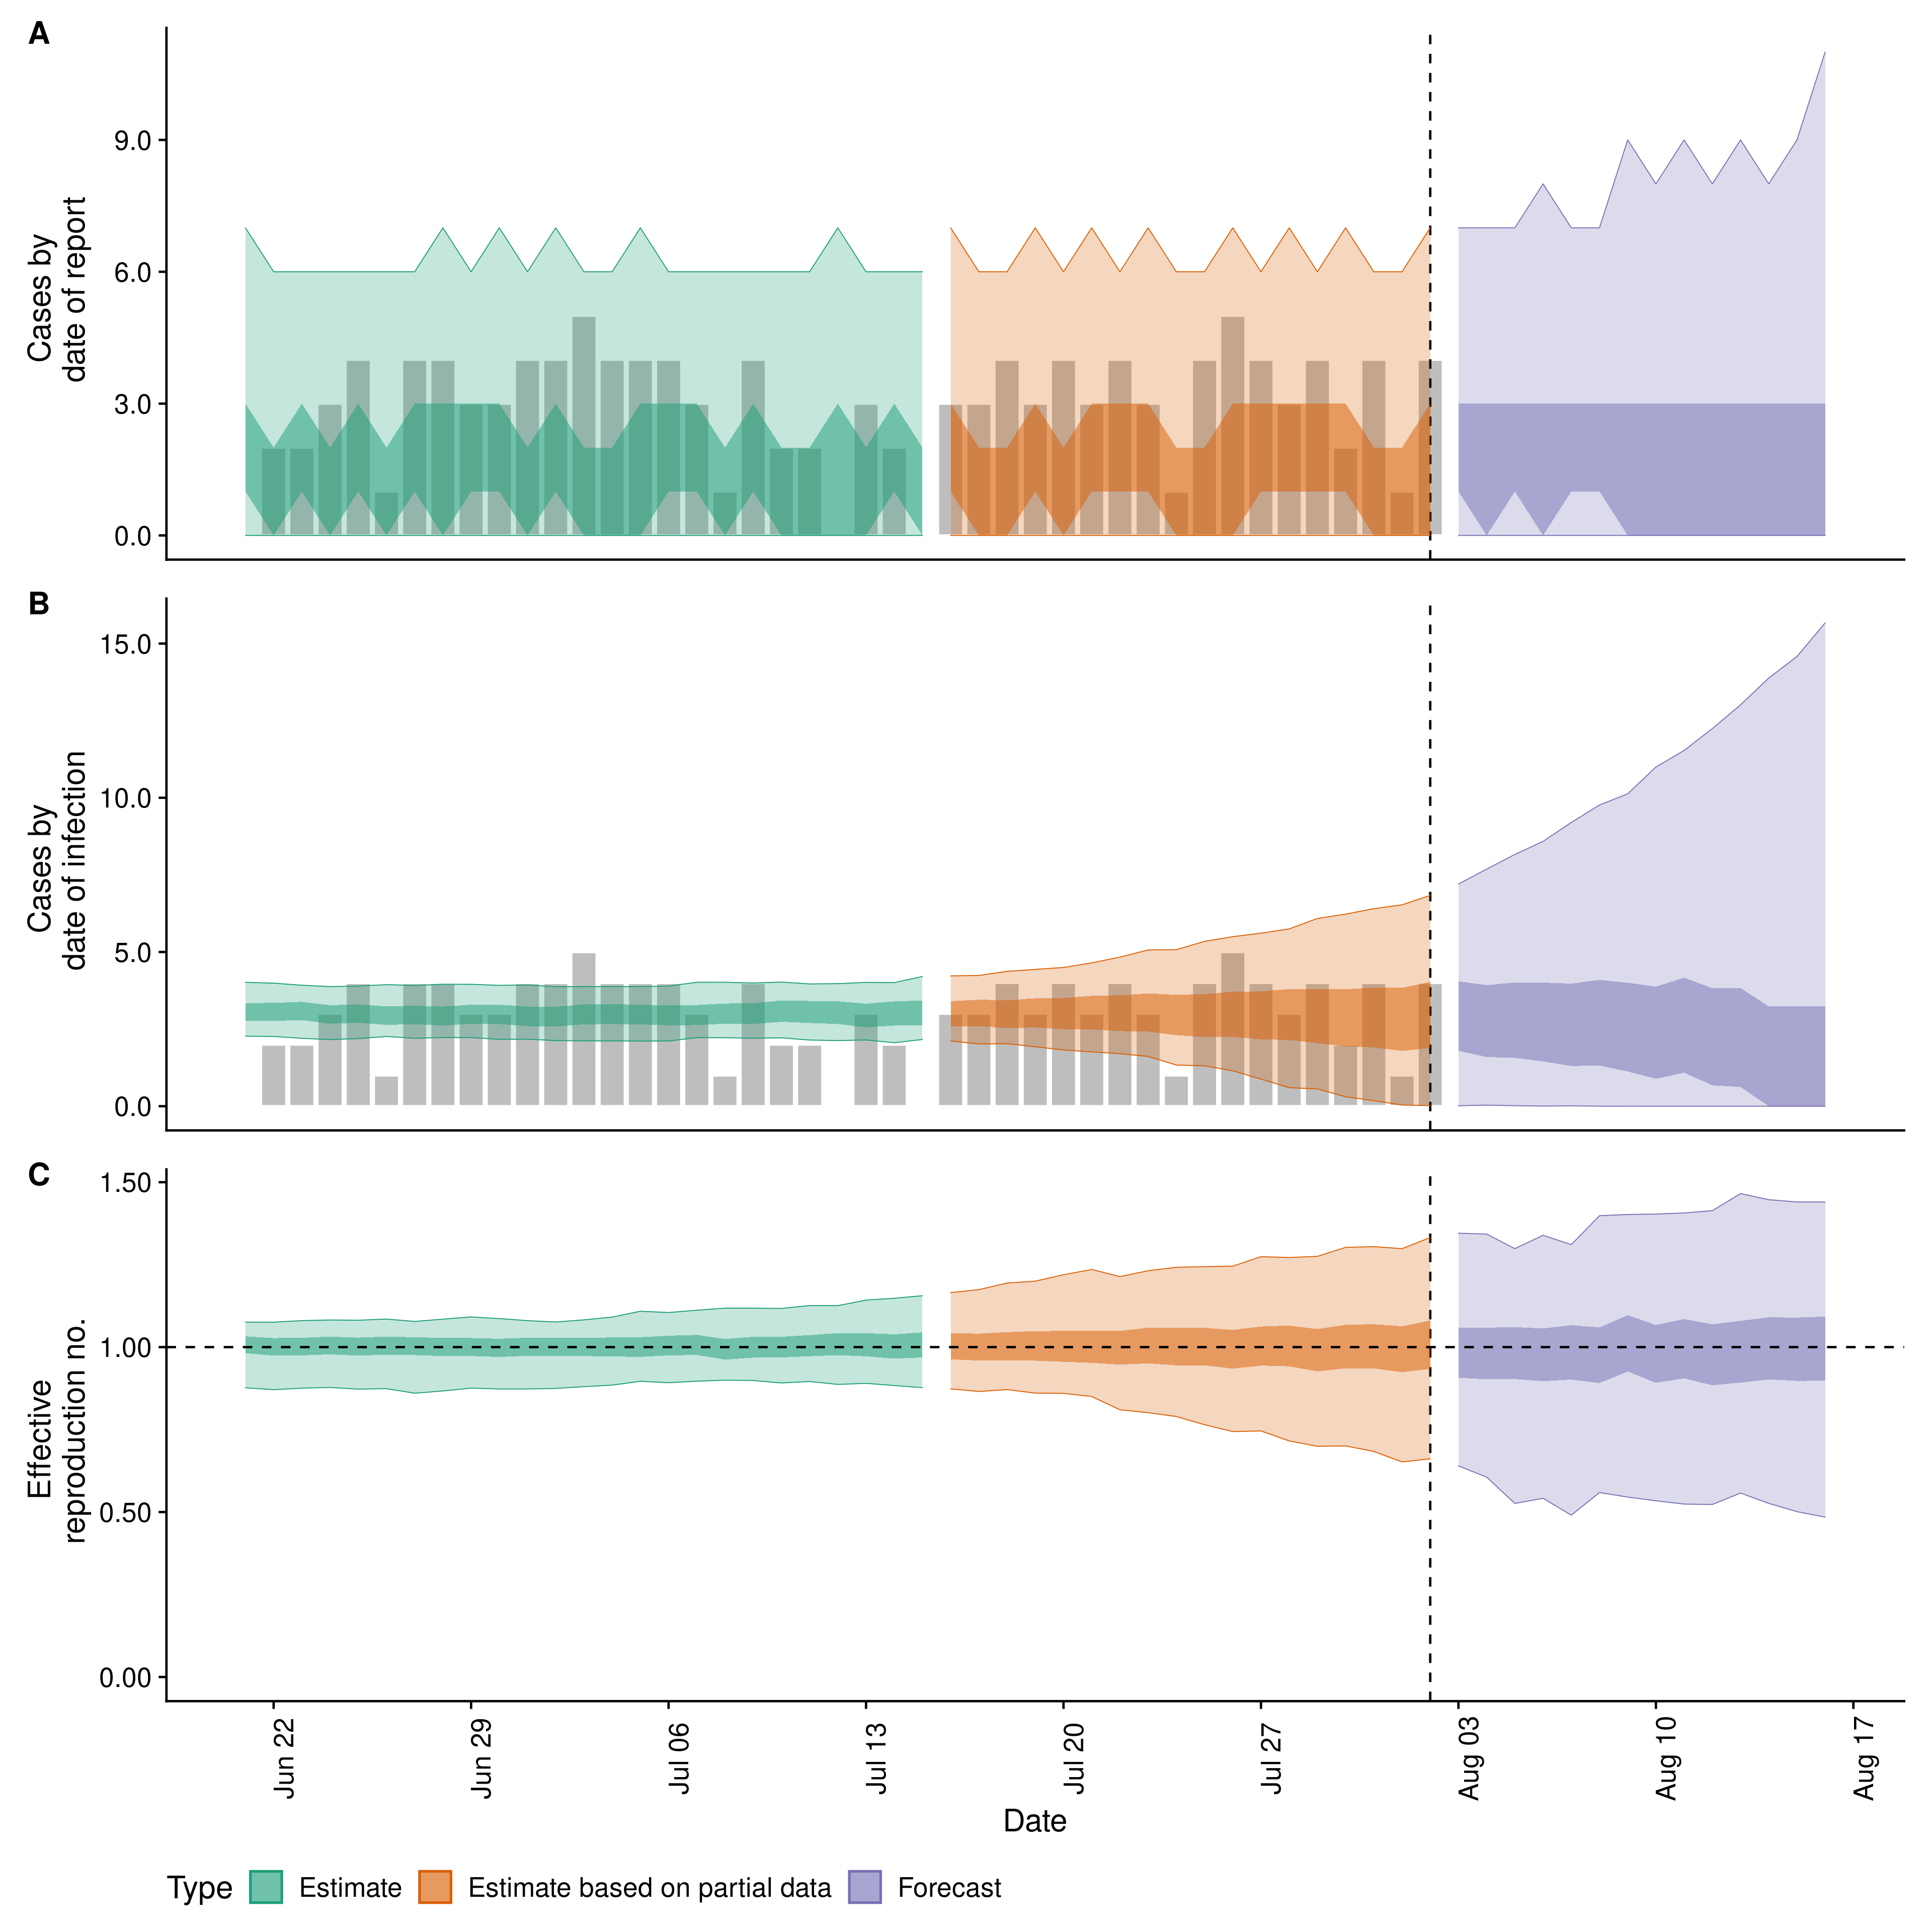 A
Cases by
date of report
9.0
6.0
3.0
0.0
B
Cases by
date of infection
15.0
10.0
5.0
0.0
C
Effective
reproduction no.
1.50
1.00
0.50
0.00
Jun 22
Jun 29
Jul 06
Jul 13
Jul 20
Jul 27
Aug 03
Aug 10
Aug 17
Date
Type Estimate Estimate based on partial data Forecast